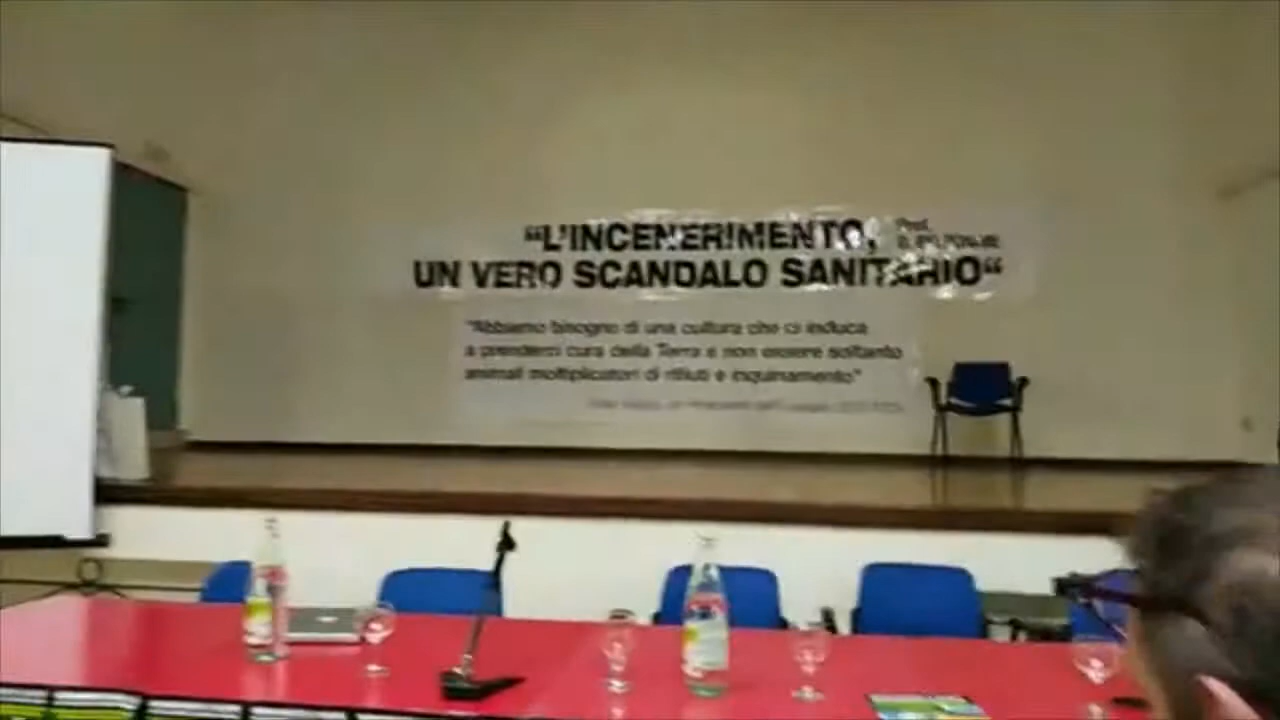 “L'INCENERIMENTO, Prof.
UN VERO SCANDALO SANITARIO“
"Abbiamo bisogno di una cultura che ci induca
a prenderci cura della Terra e non essere soltanto
animali moltiplicatori di rifiuti e inquinamento"